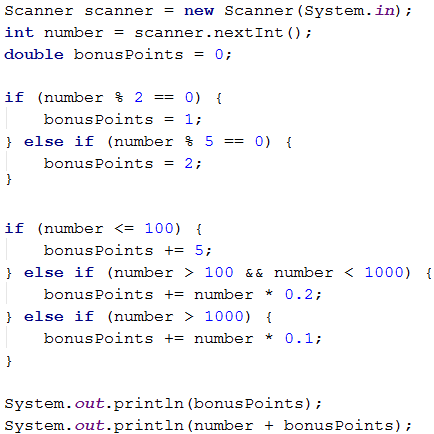 Scanner scanner = new Scanner(System.in);
int number = scanner.nextInt();
double bonusPoints = 0;

if (number % 2 == 0) {
    bonusPoints = 1;
} else if (number % 5 == 0) {
    bonusPoints = 2;
}

if (number <= 100) {
    bonusPoints += 5;
} else if (number > 100 && number < 1000) {
    bonusPoints += number * 0.2;
} else if (number > 1000) {
    bonusPoints += number * 0.1;
}

System.out.println(bonusPoints);
System.out.println(number + bonusPoints);